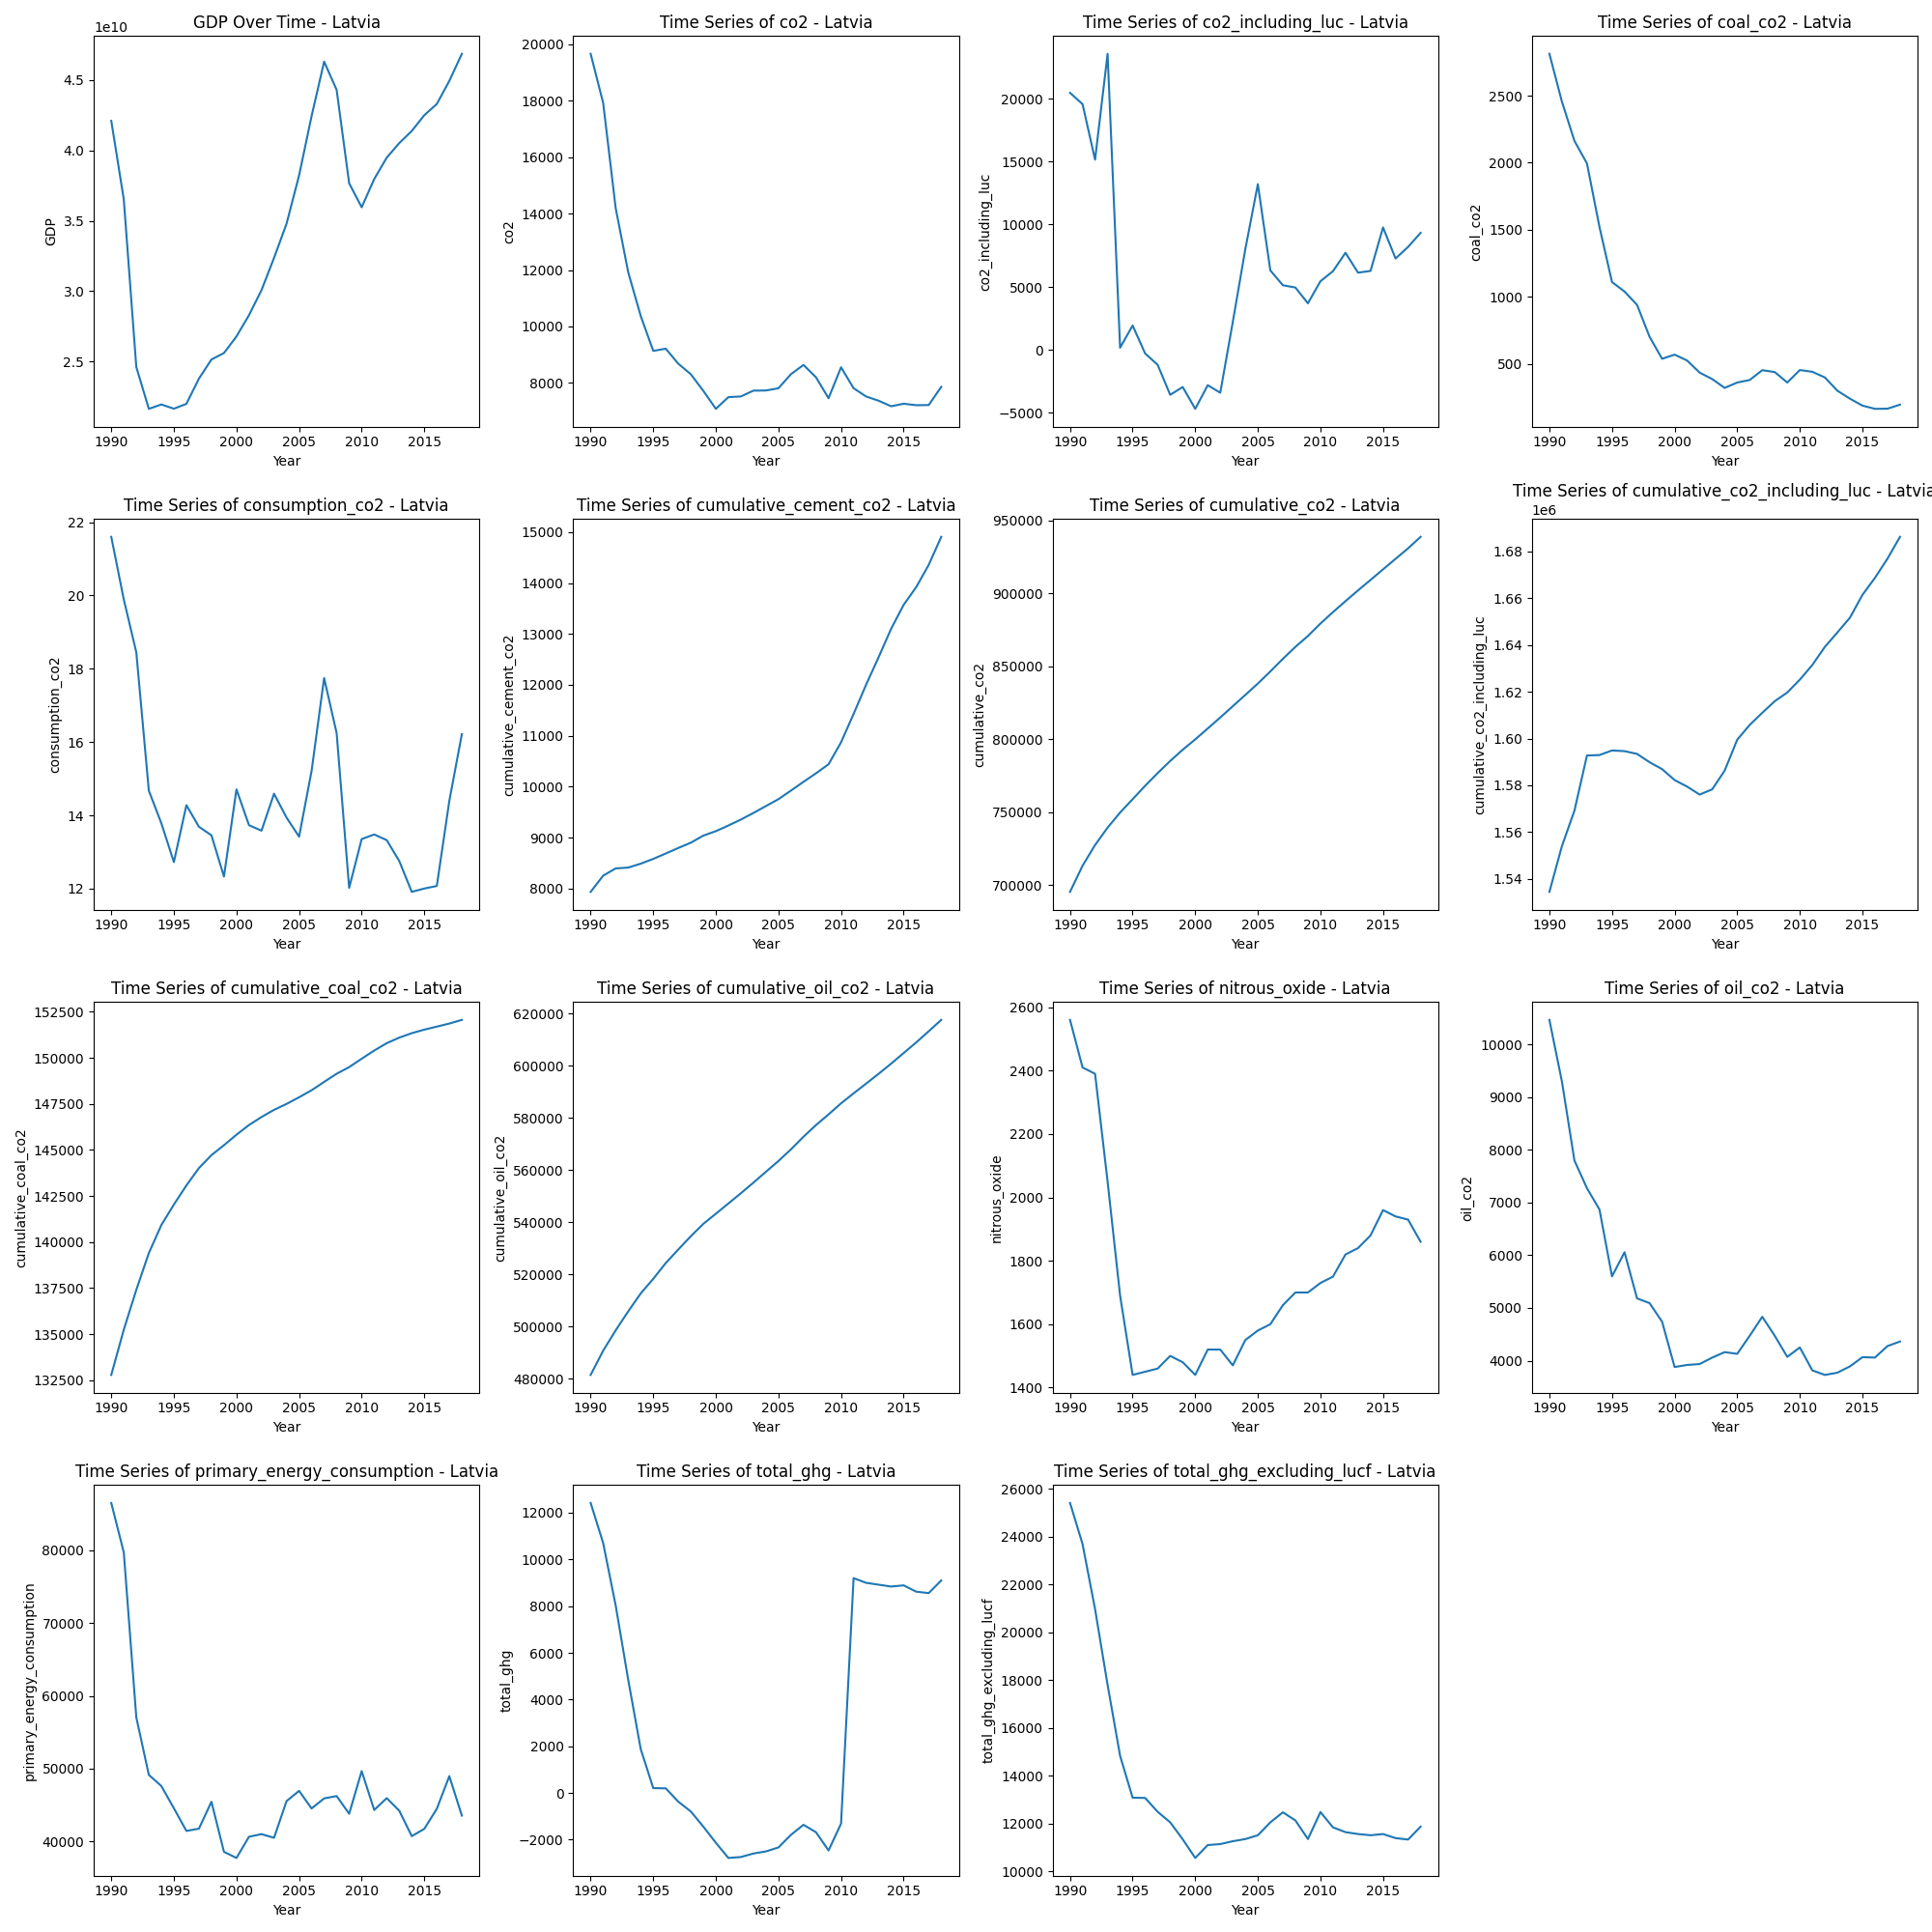 GDP Over Time - Latvia
1e10
4.5
4.0
3.5
3.0
2.5
GDP
1990 1995 2000 2005 2010 2015
Year
Time Series of co2 - Latvia
20000
18000
16000
14000
12000
10000
8000
co2
1990 1995 2000 2005 2010 2015
Year
Time Series of co2_including_luc - Latvia
20000
15000
10000
5000
0
−5000
co2_including_luc
1990 1995 2000 2005 2010 2015
Year
Time Series of coal_co2 - Latvia
2500
2000
1500
1000
500
coal_co2
1990 1995 2000 2005 2010 2015
Year
Time Series of consumption_co2 - Latvia
22
20
18
16
14
12
consumption_co2
1990 1995 2000 2005 2010 2015
Year
Time Series of cumulative_cement_co2 - Latvia
15000
14000
13000
12000
11000
10000
9000
8000
cumulative_cement_co2
1990 1995 2000 2005 2010 2015
Year
Time Series of cumulative_co2 - Latvia
950000
900000
850000
800000
750000
700000
cumulative_co2
1990 1995 2000 2005 2010 2015
Year
Time Series of cumulative_co2_including_luc - Latvia
1e6
1.68
1.66
1.64
1.62
1.60
1.58
1.56
1.54
cumulative_co2_including_luc
1990 1995 2000 2005 2010 2015
Year
Time Series of cumulative_coal_co2 - Latvia
152500
150000
147500
145000
142500
140000
137500
135000
132500
cumulative_coal_co2
1990 1995 2000 2005 2010 2015
Year
Time Series of cumulative_oil_co2 - Latvia
620000
600000
580000
560000
540000
520000
500000
480000
cumulative_oil_co2
1990 1995 2000 2005 2010 2015
Year
Time Series of nitrous_oxide - Latvia
2600
2400
2200
2000
1800
1600
1400
nitrous_oxide
1990 1995 2000 2005 2010 2015
Year
Time Series of oil_co2 - Latvia
10000
9000
8000
7000
6000
5000
4000
oil_co2
1990 1995 2000 2005 2010 2015
Year
Time Series of primary_energy_consumption - Latvia
80000
70000
60000
50000
40000
primary_energy_consumption
1990 1995 2000 2005 2010 2015
Year
Time Series of total_ghg - Latvia
12000
10000
8000
6000
4000
2000
0
−2000
total_ghg
1990 1995 2000 2005 2010 2015
Year
Time Series of total_ghg_excluding_lucf - Latvia
26000
24000
22000
20000
18000
16000
14000
12000
10000
total_ghg_excluding_lucf
1990 1995 2000 2005 2010 2015
Year